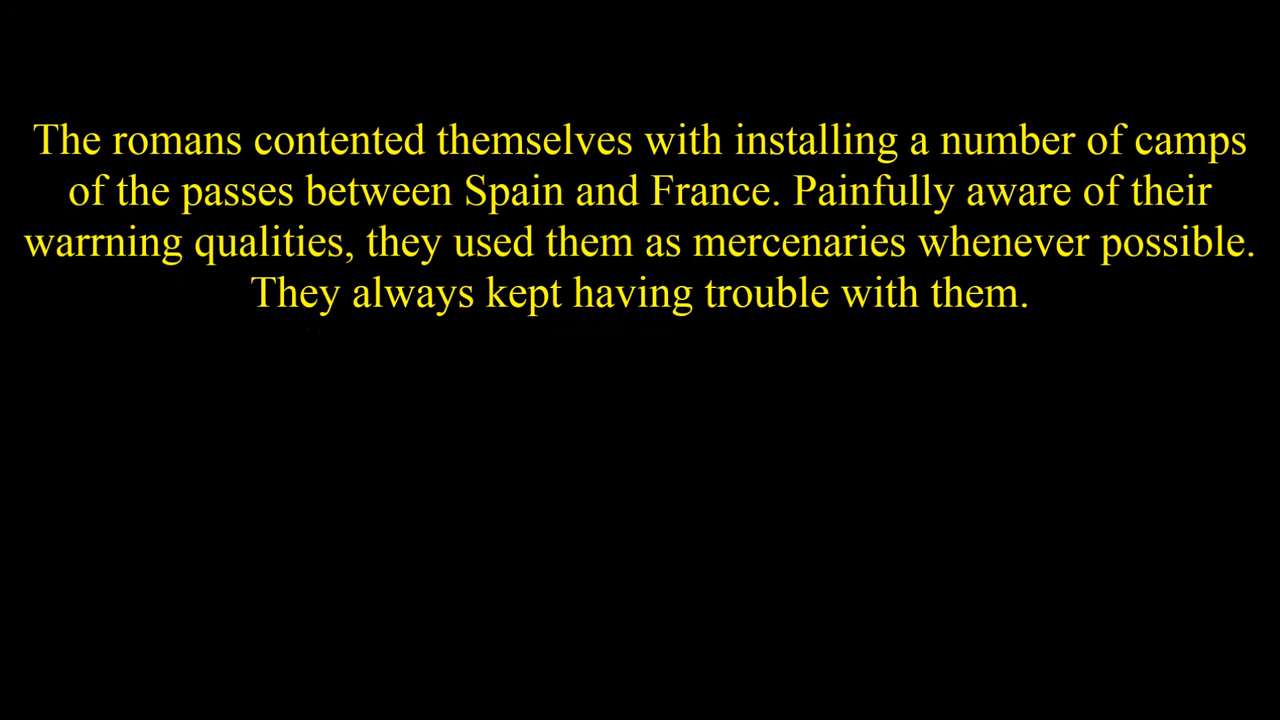 The romans contented themselves with installing a number of camps
of the passes between Spain and France. Painfully aware of their
warrning qualities, they used them as mercenaries whenever possible.
They always kept having trouble with them.